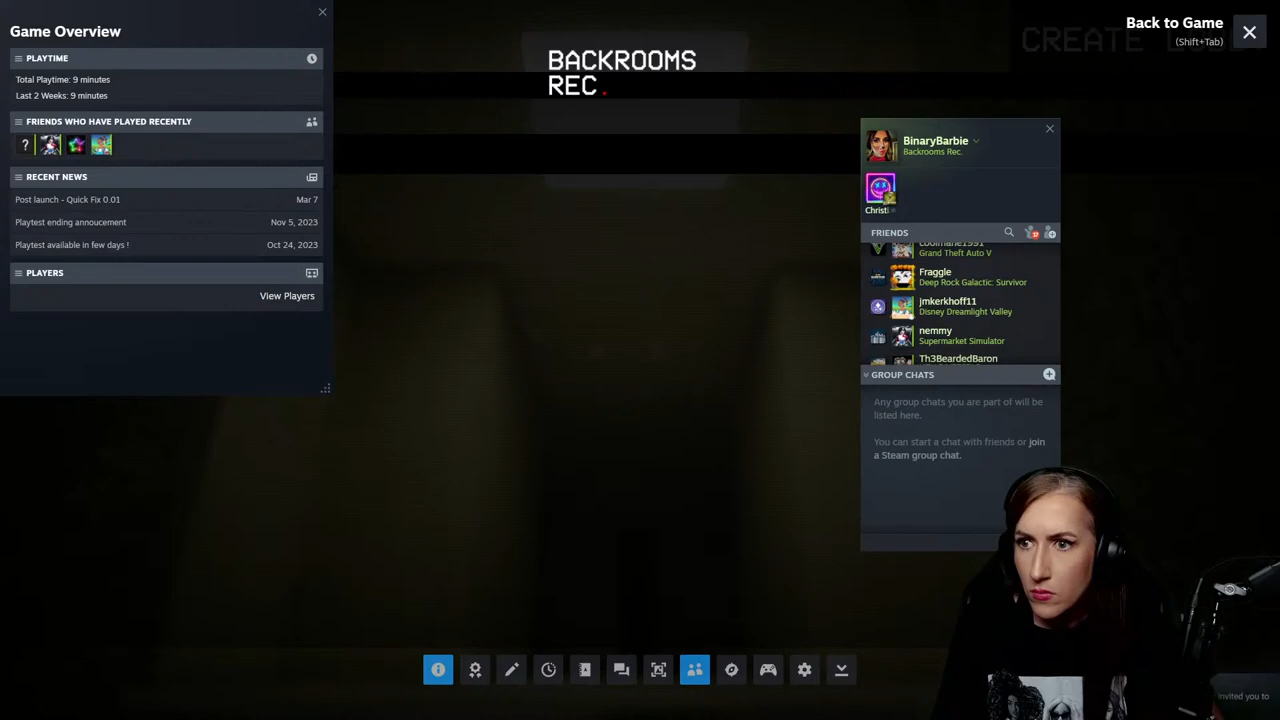 Game Overview
PLAYTIME
Total Playtime: 9 minutes
Last 2 Weeks: 9 minutes
FRIENDS WHO HAVE PLAYED RECENTLY
?
RECENT NEWS
Post launch - Quick Fix 0.01 Mar 7
Playtest ending annoucement Nov 5, 2023
Playtest available in few days ! Oct 24, 2023
PLAYERS
View Players
BACKROOMS
REC.
CREATE
Back to Game
(Shift+Tab)
BinaryBarbie
Backrooms Rec.
Christi
FRIENDS
37
coolmane1991
Grand Theft Auto V
Fraggle
Deep Rock Galactic: Survivor
jmkerkhoff11
Disney Dreamlight Valley
nemmy
Supermarket Simulator
Th3BeardedBaron
GROUP CHATS
Any group chats you are part of will be
listed here.
You can start a chat with friends or join
a Steam group chat.
invited you to